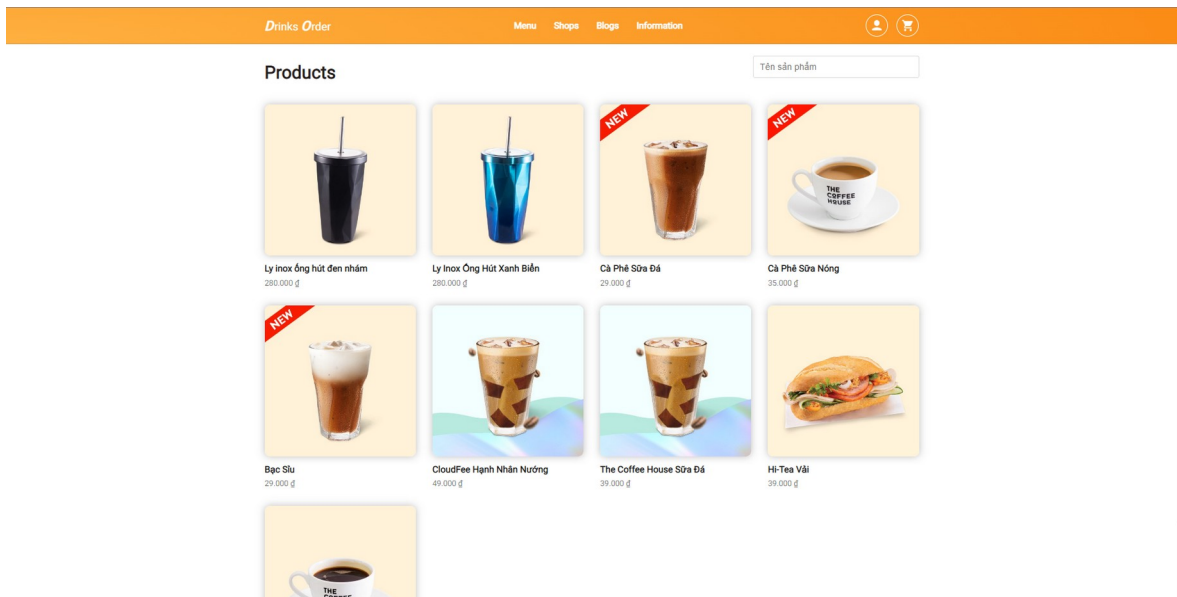 Drinks Order
Menu Shops Blogs Information
Products
Tên sản phẩm
NEW
NEW
THE
COFFEE
HOUSE
Ly inox ống hút đen nhám
Ly Inox Ống Hút Xanh Biển
Cà Phê Sữa Đá
Cà Phê Sữa Nóng
280.000 ₫
280.000 ₫
29.000 ₫
35.000 ₫
NEW
Bạc Sỉu
CloudFee Hạnh Nhân Nướng
The Coffee House Sữa Đá
Hi-Tea Vải
29.000 ₫
49.000 ₫
39.000 ₫
39.000 ₫
THE
COFFEE